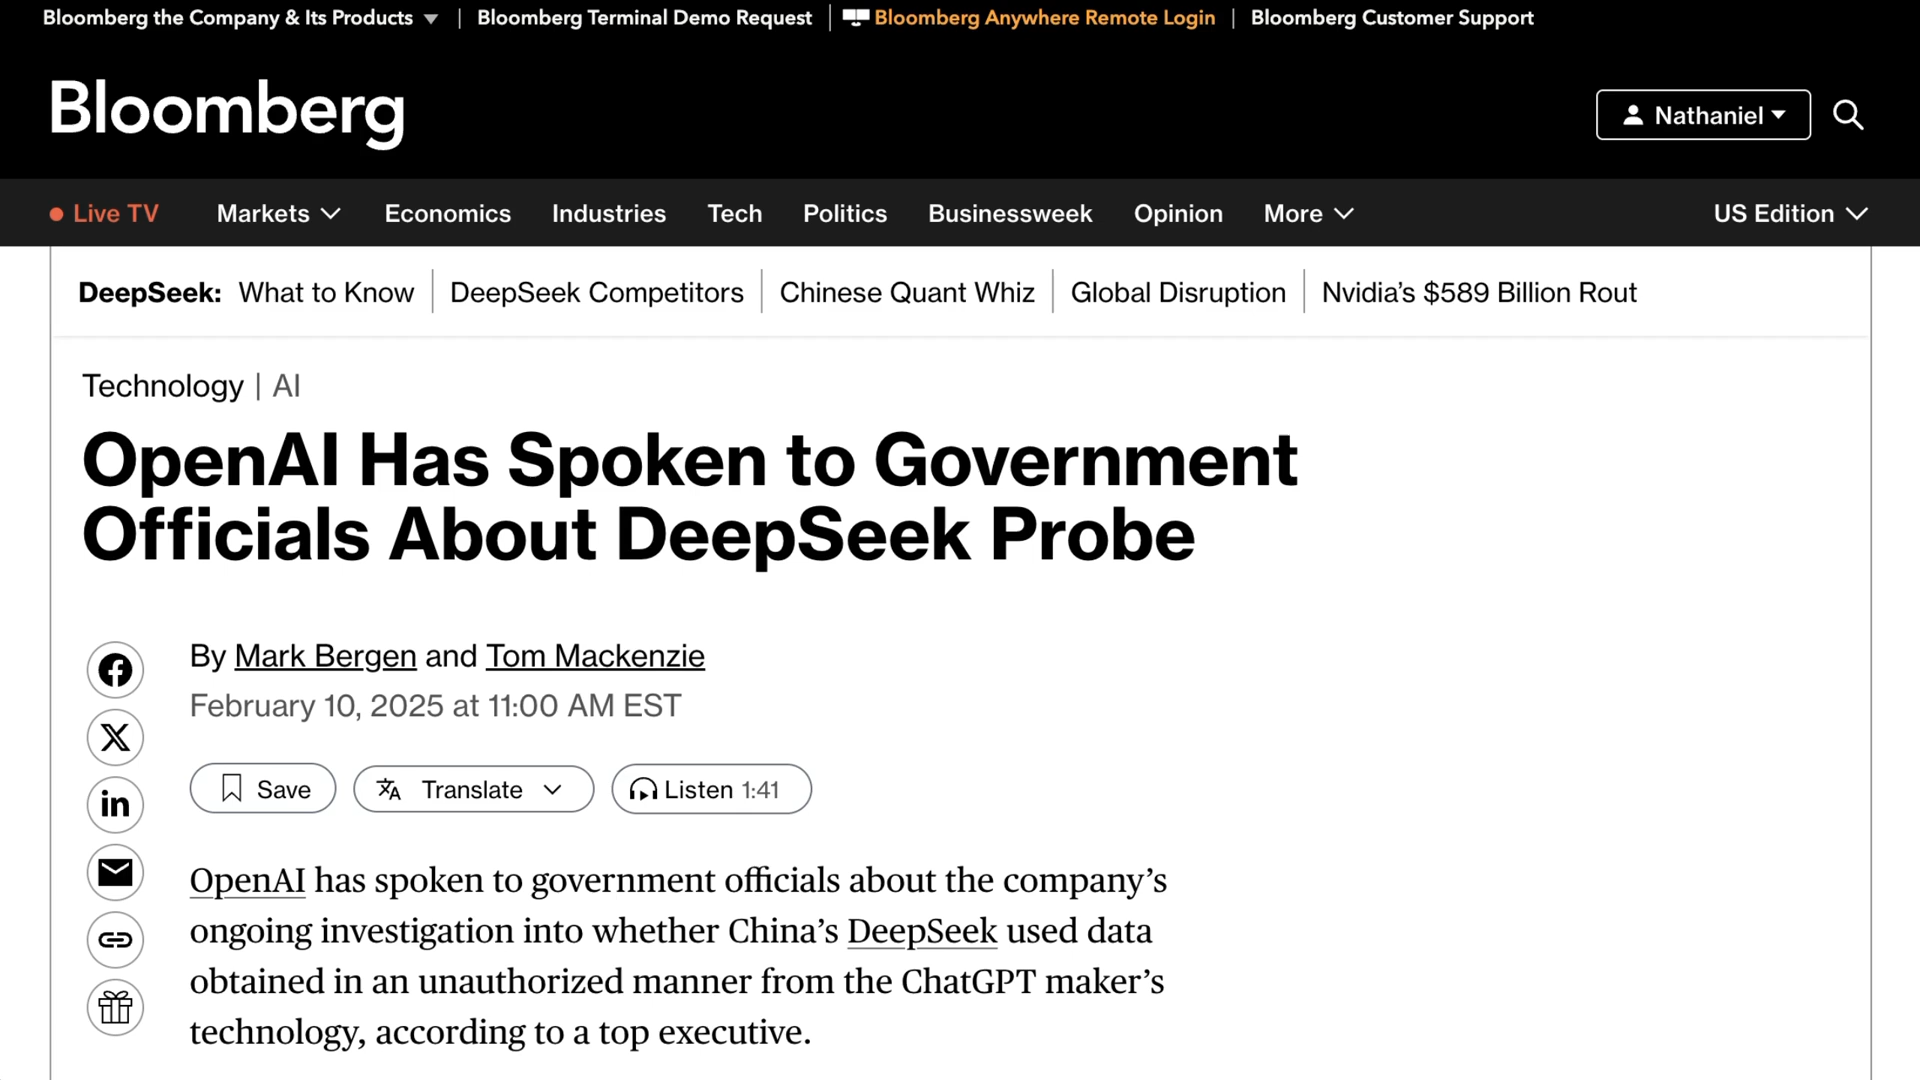 Bloomberg the Company & Its Products
Bloomberg Terminal Demo Request
Bloomberg Anywhere Remote Login
Bloomberg Customer Support
Bloomberg
Nathaniel
Live TV
Markets
Economics
Industries
Tech
Politics
Businessweek
Opinion
More
US Edition
DeepSeek:
What to Know
DeepSeek Competitors
Chinese Quant Whiz
Global Disruption
Nvidia’s $589 Billion Rout
Technology | AI
OpenAI Has Spoken to Government
Officials About DeepSeek Probe
By Mark Bergen and Tom Mackenzie
February 10, 2025 at 11:00 AM EST
Save
Translate
Listen 1:41
OpenAI has spoken to government officials about the company’s
ongoing investigation into whether China’s DeepSeek used data
obtained in an unauthorized manner from the ChatGPT maker’s
technology, according to a top executive.